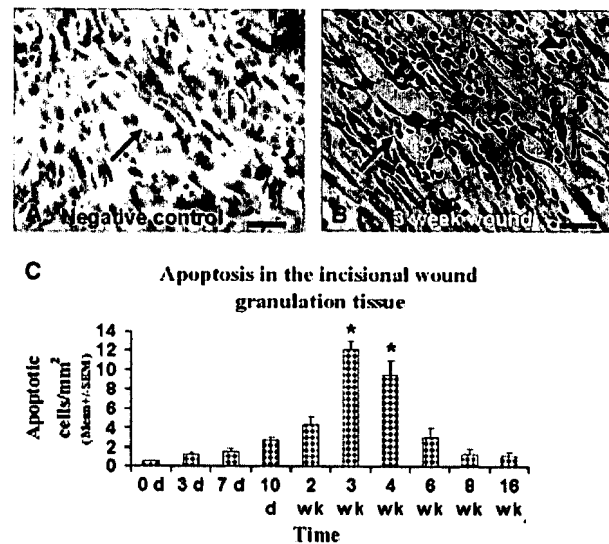 A: Negative control
B 3 week wound
C
Apoptosis in the incisional wound
granulation tissue
Apoptotic
cells/mm²
(Mean+/-SEM)
14
12
10
8
6
4
2
0
0 d 3 d 7 d 10 d 2 wk 3 wk 4 wk 6 wk 8 wk 16 wk
* *
Time